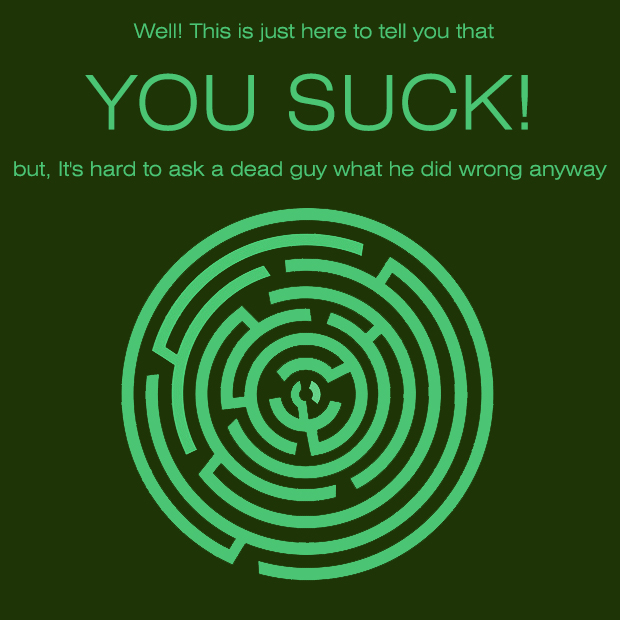 Well! This is just here to tell you that
YOU SUCK!
but, It's hard to ask a dead guy what he did wrong anyway